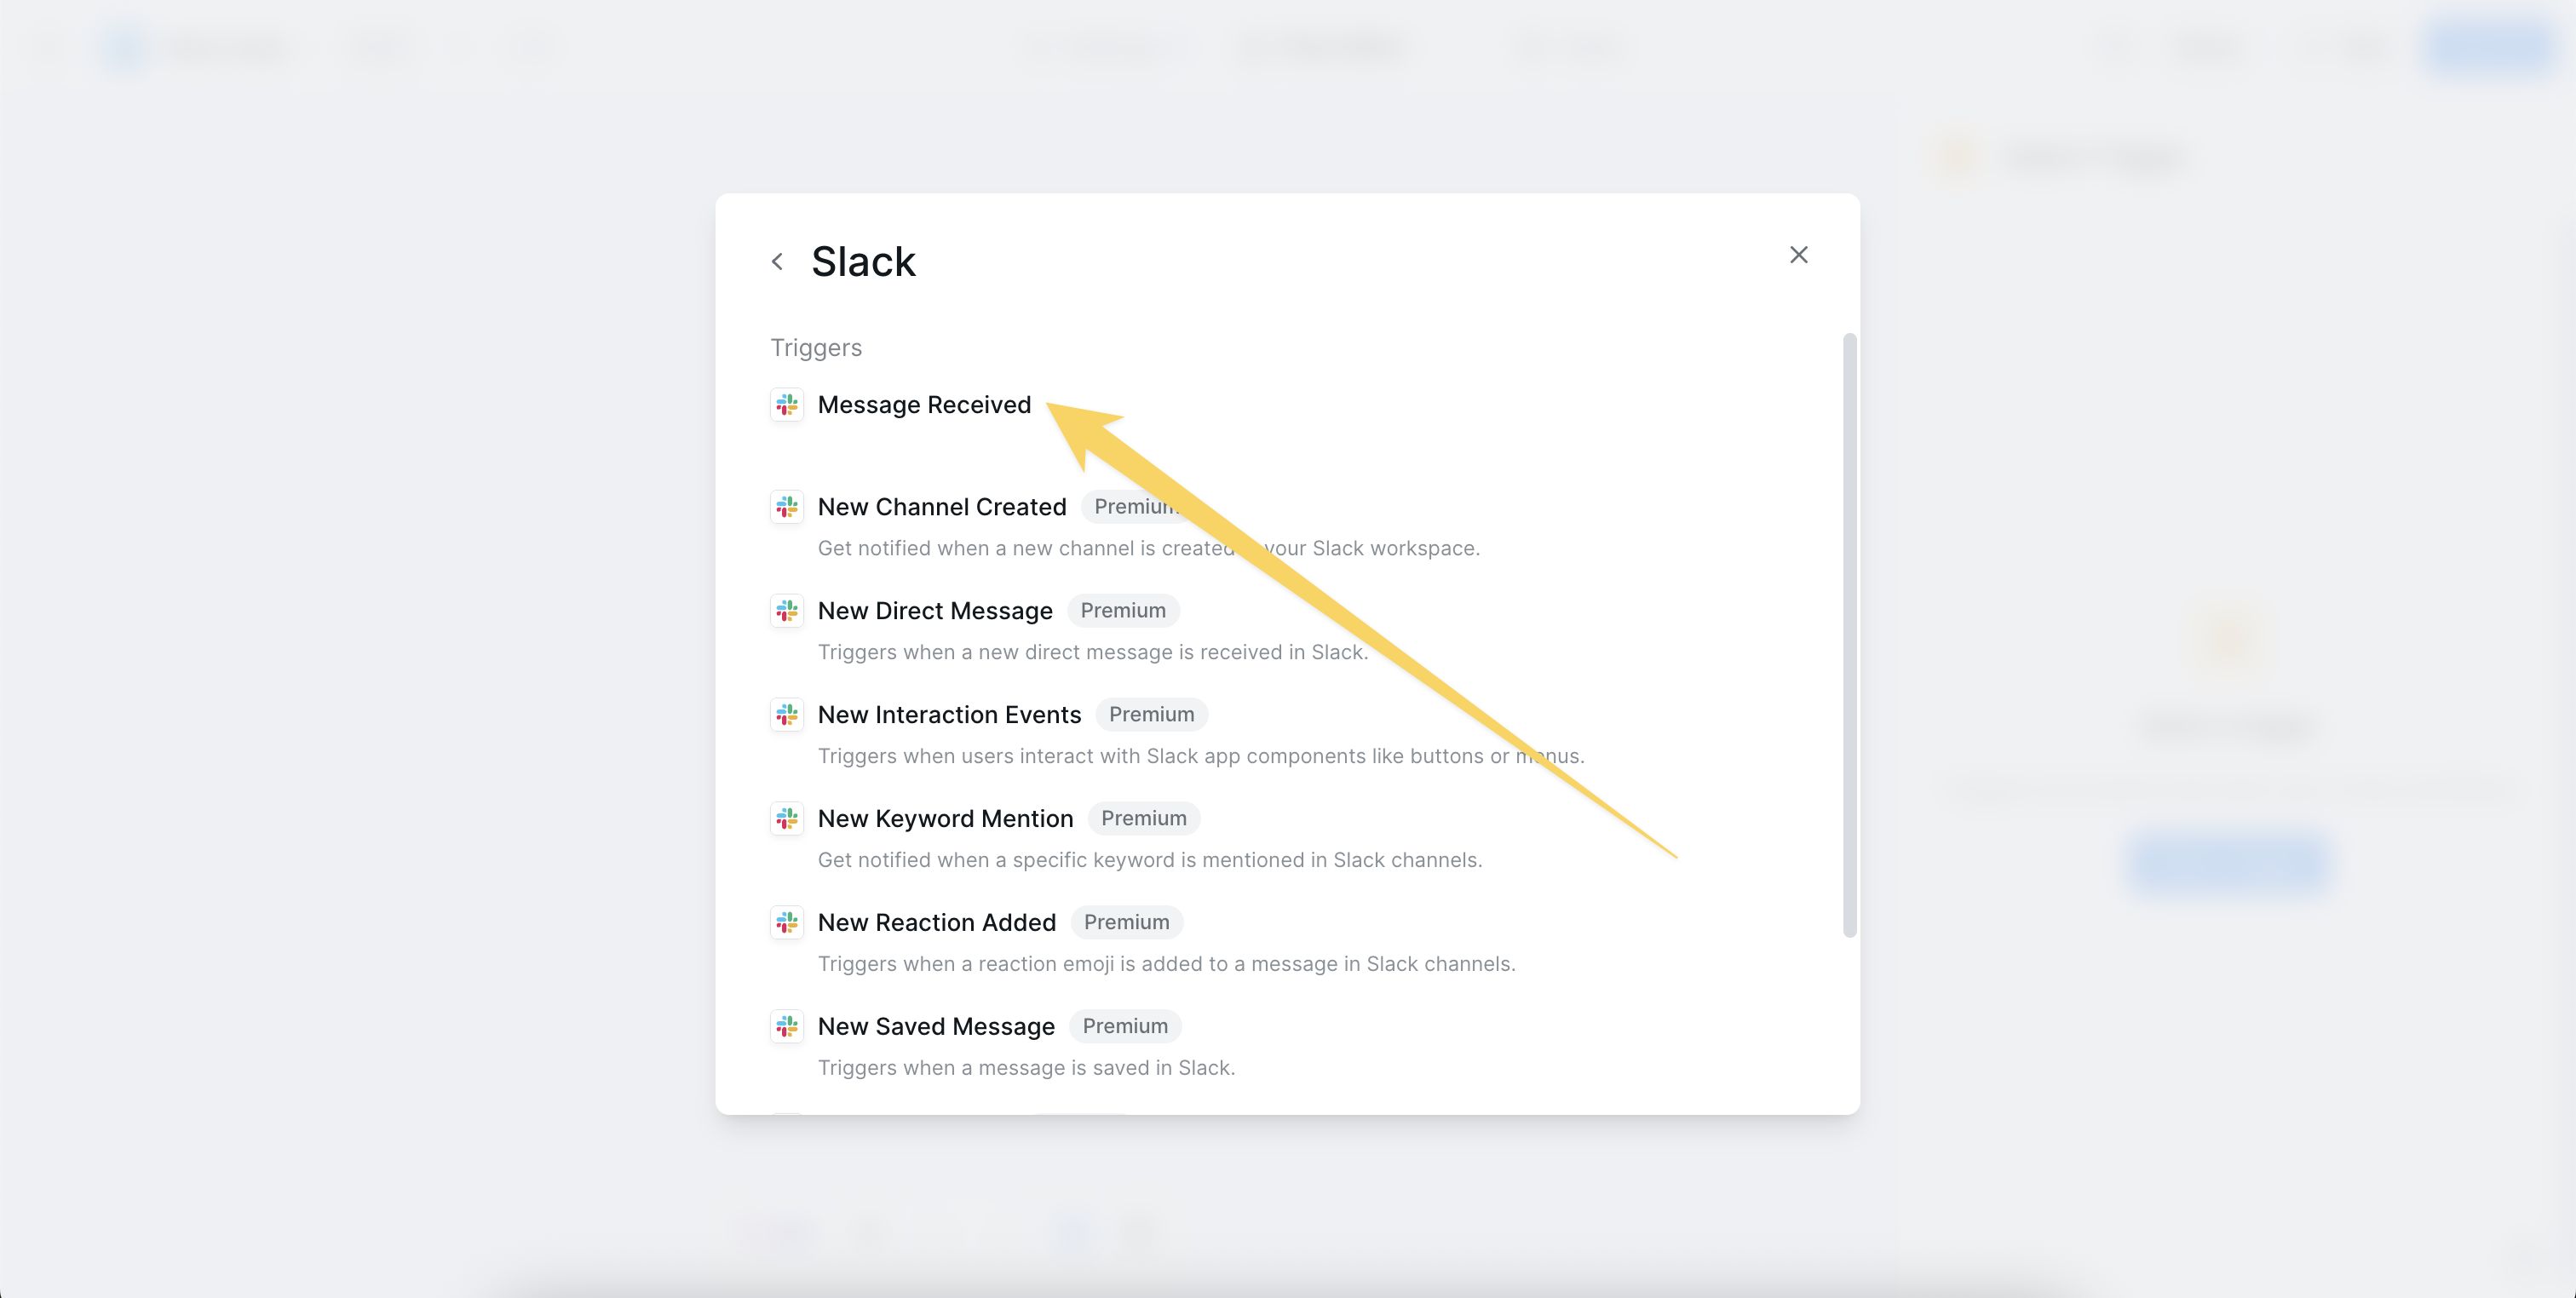 Slack
Triggers
Message Received
New Channel Created Premium
Get notified when a new channel is created your Slack workspace.
New Direct Message Premium
Triggers when a new direct message is received in Slack.
New Interaction Events Premium
Triggers when users interact with Slack app components like buttons or menus.
New Keyword Mention Premium
Get notified when a specific keyword is mentioned in Slack channels.
New Reaction Added Premium
Triggers when a reaction emoji is added to a message in Slack channels.
New Saved Message Premium
Triggers when a message is saved in Slack.